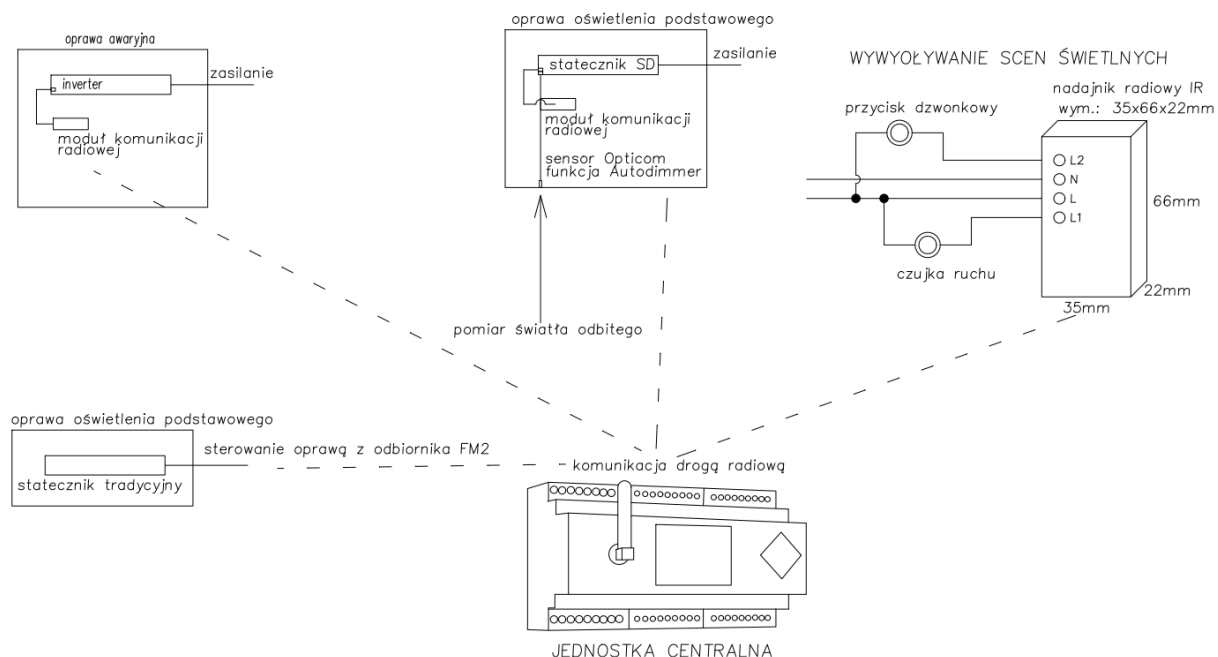 oprawa awaryjna
inverter
zasilanie
moduł komunikacji
radiowej
oprawa oświetlenia podstawowego
statecznik SD
zasilanie
moduł komunikacji
radiowej
sensor Opticom
funkcja Autodimmer
pomiar światła odbitego
WYWYOŁYWANIE SCEN ŚWIETLNYCH
nadajnik radiowy IR
wym.: 35x66x22mm
przycisk dzwonkowy
L2
N
L
L1
czujka ruchu
66mm
22mm
35mm
oprawa oświetlenia podstawowego
statecznik tradycyjny
sterowanie oprawą z odbiornika FM2
komunikacja drogą radiową
JEDNOSTKA CENTRALNA